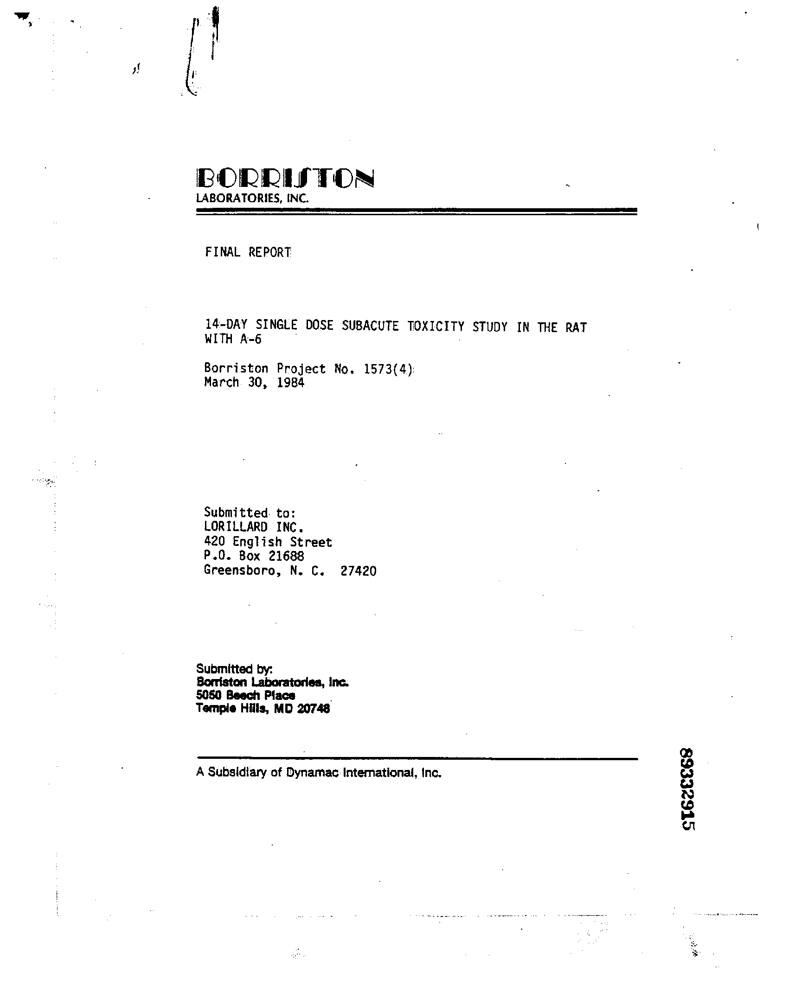 BORRISTON
LABORATORIES, INC.
FINAL REPORT
14-DAY SINGLE DOSE SUBACUTE TOXICITY STUDY IN THE RAT
WITH A-6
Borriston Project No. 1573(4)
March 30, 1984
Submitted to:
LORILLARD INC.
420 English Street
P.O. Box 21688
Greensboro, N. C. 27420
Submitted by:
Borriston Laboratories, Inc.
5050 Beech Place
Temple Hills, MD 20748
A Subsidiary of Dynamac International, Inc.
89332915